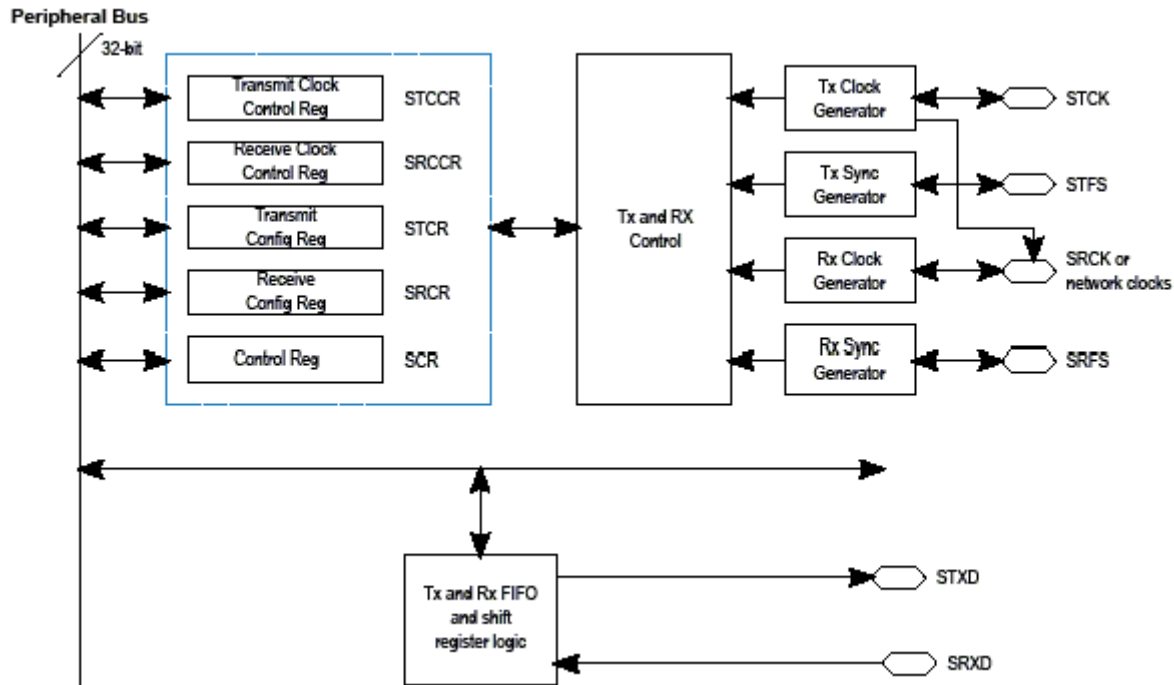 Peripheral Bus
32-bit
Transmit Clock
Control Reg
STCCR
Receive Clock
Control Reg
SRCCR
Transmit
Config Reg
STCR
Receive
Config Reg
SRCR
Control Reg
SCR
Tx and RX
Control
Tx Clock
Generator
STCK
Tx Sync
Generator
STFS
Rx Clock
Generator
SRCK or
network clocks
Rx Sync
Generator
SRFS
Tx and Rx FIFO
and shift
register logic
STXD
SRXD